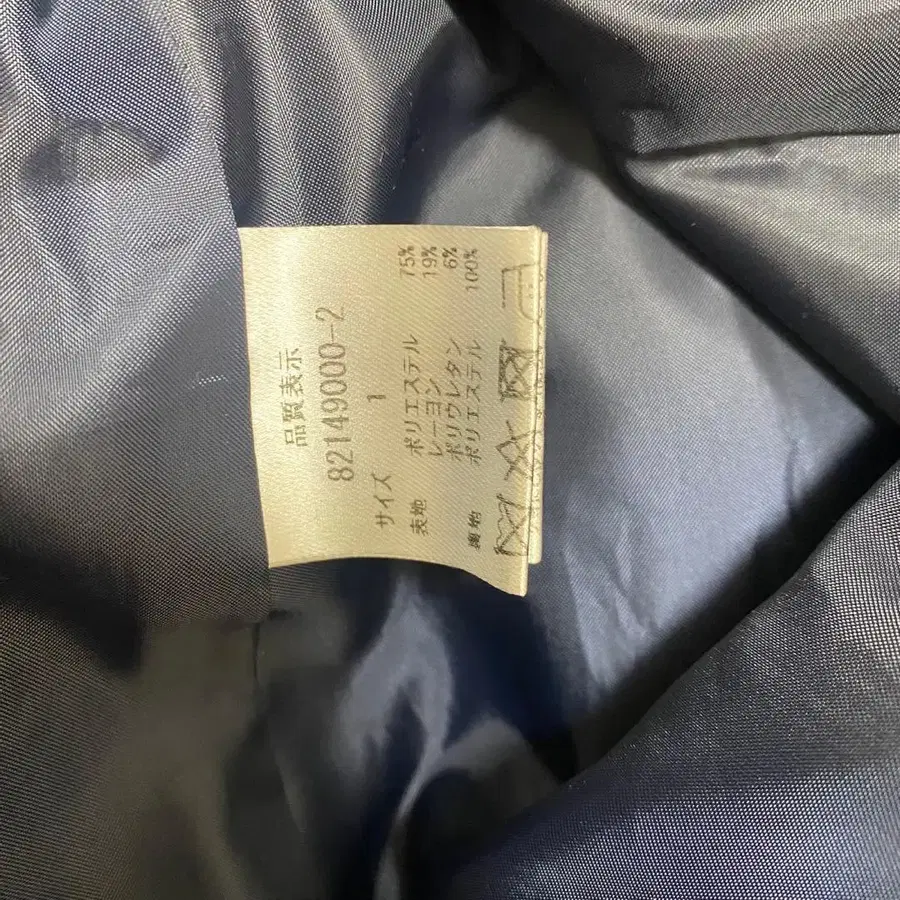 品質表示
82149000-2
サイズ 1
表地 ポリエステル 75%
レーヨン 19%
ポリウレタン 6%
裏地 ポリエステル 100%